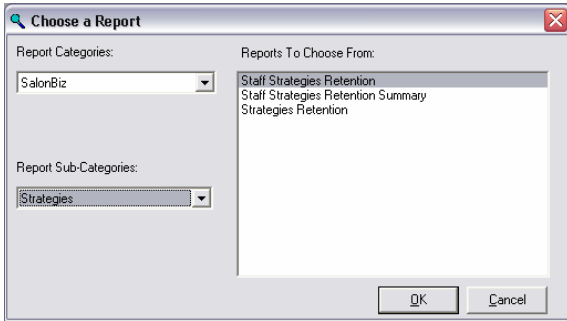 Choose a Report
Report Categories:
SalonBiz
Report Sub-Categories:
Strategies
Reports To Choose From:
Staff Strategies Retention
Staff Strategies Retention Summary
Strategies Retention
OK
Cancel